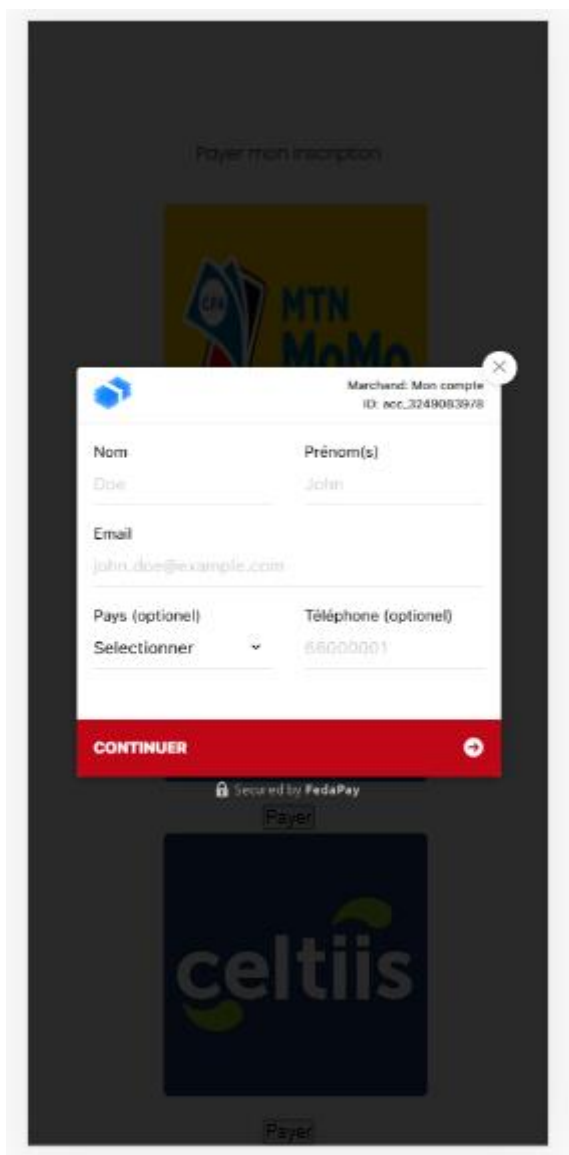 Payer mon inscription
CFA
MTN
MoMo
Marchand: Mon compte
ID: acc_3249083978
Nom Prénom(s)
Doe John
Email
john.doe@example.com
Pays (optionel) Téléphone (optionel)
Selectionner 66000001
CONTINUER
Secured by FedaPay
Payer
celtiis
Payer